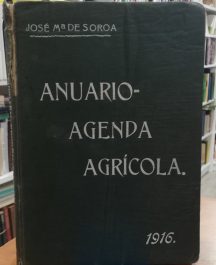 JOSÉ Mª DE SOROA
ANUARIO-
AGENDA
AGRÍCOLA.
1916.